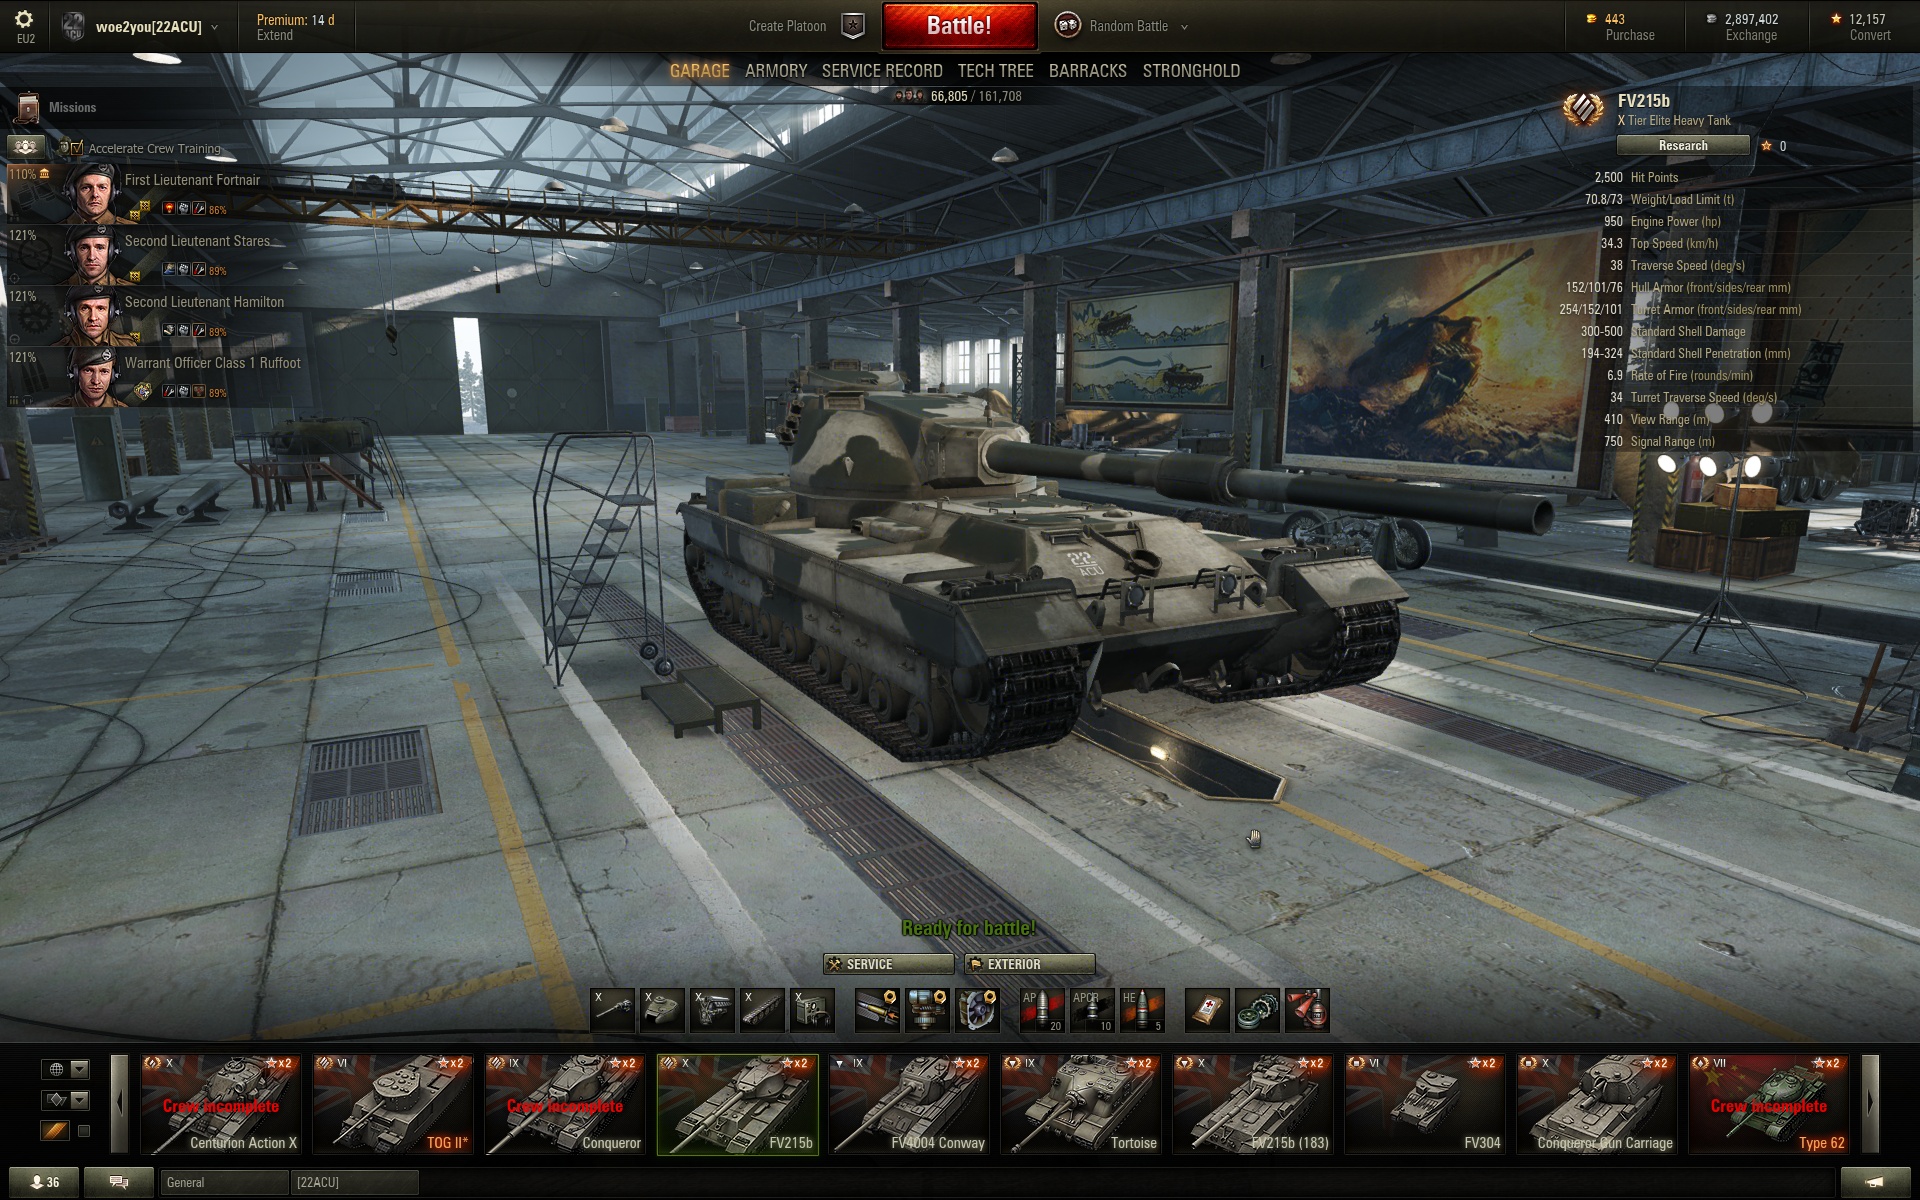 EU2
woe2you[22ACU]
Premium: 14 d
Extend
Create Platoon
Battle!
Random Battle
443
Purchase
2,897,402
Exchange
12,157
Convert
GARAGE ARMORY SERVICE RECORD TECH TREE BARRACKS STRONGHOLD
66,805 / 161,708
Missions
Accelerate Crew Training
110%
First Lieutenant Fortnair
86%
121%
Second Lieutenant Stares
89%
121%
Second Lieutenant Hamilton
89%
121%
Warrant Officer Class 1 Ruffoot
89%
FV215b
X Tier Elite Heavy Tank
Research
0
2,500 Hit Points
70.8/73 Weight/Load Limit (t)
950 Engine Power (hp)
34.3 Top Speed (km/h)
38 Traverse Speed (deg/s)
152/101/76 Hull Armor (front/sides/rear mm)
254/152/101 Turret Armor (front/sides/rear mm)
300-500 Standard Shell Damage
194-324 Standard Shell Penetration (mm)
6.9 Rate of Fire (rounds/min)
34 Turret Traverse Speed (deg/s)
410 View Range (m)
750 Signal Range (m)
22
ACU
Ready for battle!
SERVICE
EXTERIOR
X X X X X
AP 20
APCR 10
HE 5
X x2
Crew incomplete
Centurion Action X
VI x2
TOG II*
IX x2
Crew incomplete
Conqueror
X x2
FV215b
IX x2
FV4004 Conway
IX x2
Tortoise
X x2
FV215b (183)
VI x2
FV304
X x2
Conqueror Gun Carriage
VII x2
Crew incomplete
Type 62
36
General
[22ACU]